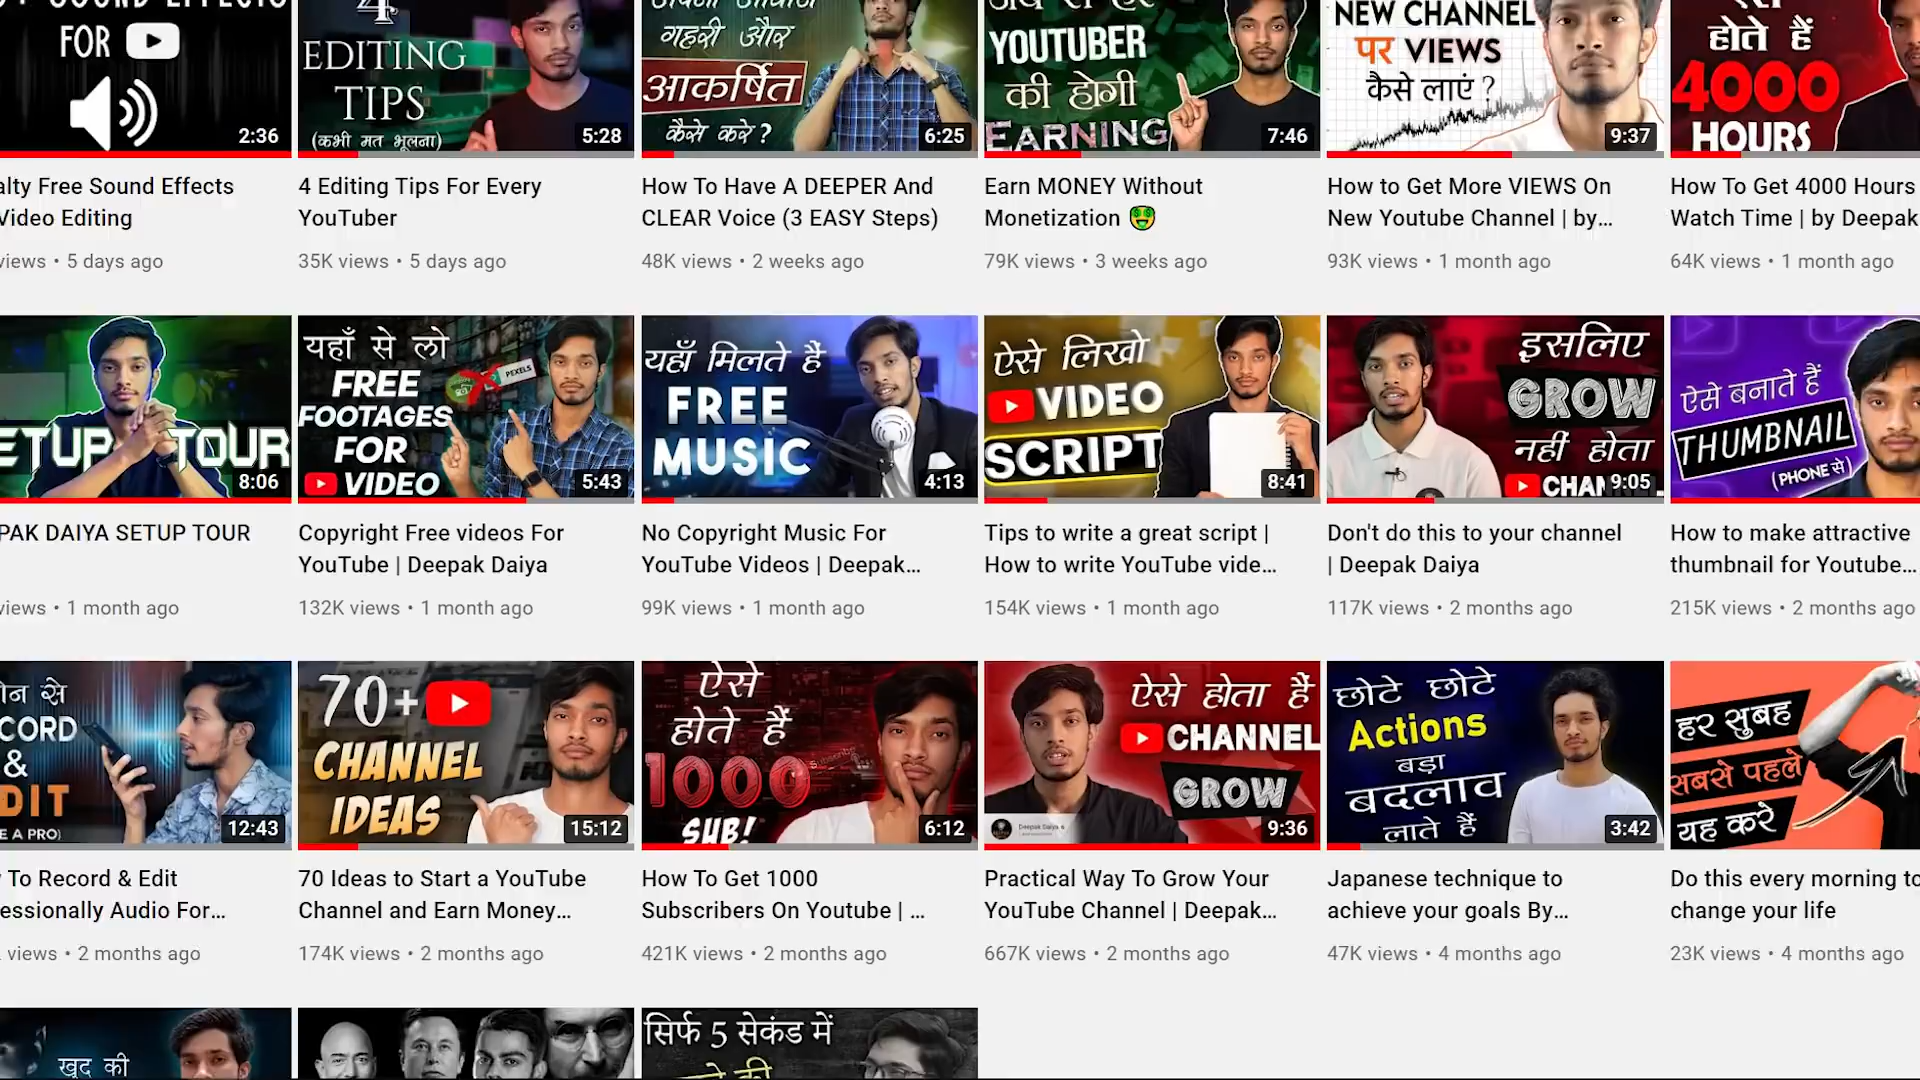 FOR
2:36
4
EDITING
TIPS
(कभी मत भूलना)
5:28
गहरी और
आकर्षित
कैसे करे ?
6:25
YOUTUBER
की होगी
EARNING
7:46
NEW CHANNEL
पर VIEWS
कैसे लाएं ?
9:37
होते हैं
4000
HOURS
alty Free Sound Effects
Video Editing
views • 5 days ago
4 Editing Tips For Every
YouTuber
35K views • 5 days ago
How To Have A DEEPER And
CLEAR Voice (3 EASY Steps)
48K views • 2 weeks ago
Earn MONEY Without
Monetization 🤑
79K views • 3 weeks ago
How to Get More VIEWS On
New Youtube Channel | by...
93K views • 1 month ago
How To Get 4000 Hours
Watch Time | by Deepak
64K views • 1 month ago
ETUP TOUR
8:06
यहाँ से लो
FREE
FOOTAGES
FOR
VIDEO
PEXELS
5:43
यहाँ मिलते हैं
FREE
MUSIC
4:13
ऐसे लिखो
VIDEO
SCRIPT
8:41
इसलिए
GROW
नहीं होता
CHAN
9:05
ऐसे बनाते हैं
THUMBNAIL
(PHONE से)
PAK DAIYA SETUP TOUR
views • 1 month ago
Copyright Free videos For
YouTube | Deepak Daiya
132K views • 1 month ago
No Copyright Music For
YouTube Videos | Deepak...
99K views • 1 month ago
Tips to write a great script |
How to write YouTube vide...
154K views • 1 month ago
Don't do this to your channel
| Deepak Daiya
117K views • 2 months ago
How to make attractive
thumbnail for Youtube...
215K views • 2 months ago
न से
CORD
&
DIT
E A PRO)
12:43
70+
CHANNEL
IDEAS
15:12
ऐसे
होते हैं
1000
SUB!
6:12
ऐसे होता हैं
CHANNEL
GROW
Deepak Daiya
9:36
छोटे छोटे
Actions
बड़ा
बदलाव
लाते हैं
3:42
हर सुबह
सबसे पहले
यह करे
To Record & Edit
essionally Audio For...
views • 2 months ago
70 Ideas to Start a YouTube
Channel and Earn Money...
174K views • 2 months ago
How To Get 1000
Subscribers On Youtube | ...
421K views • 2 months ago
Practical Way To Grow Your
YouTube Channel | Deepak...
667K views • 2 months ago
Japanese technique to
achieve your goals By...
47K views • 4 months ago
Do this every morning to
change your life
23K views • 4 months ago
खुद की
सिर्फ 5 सेकंड में